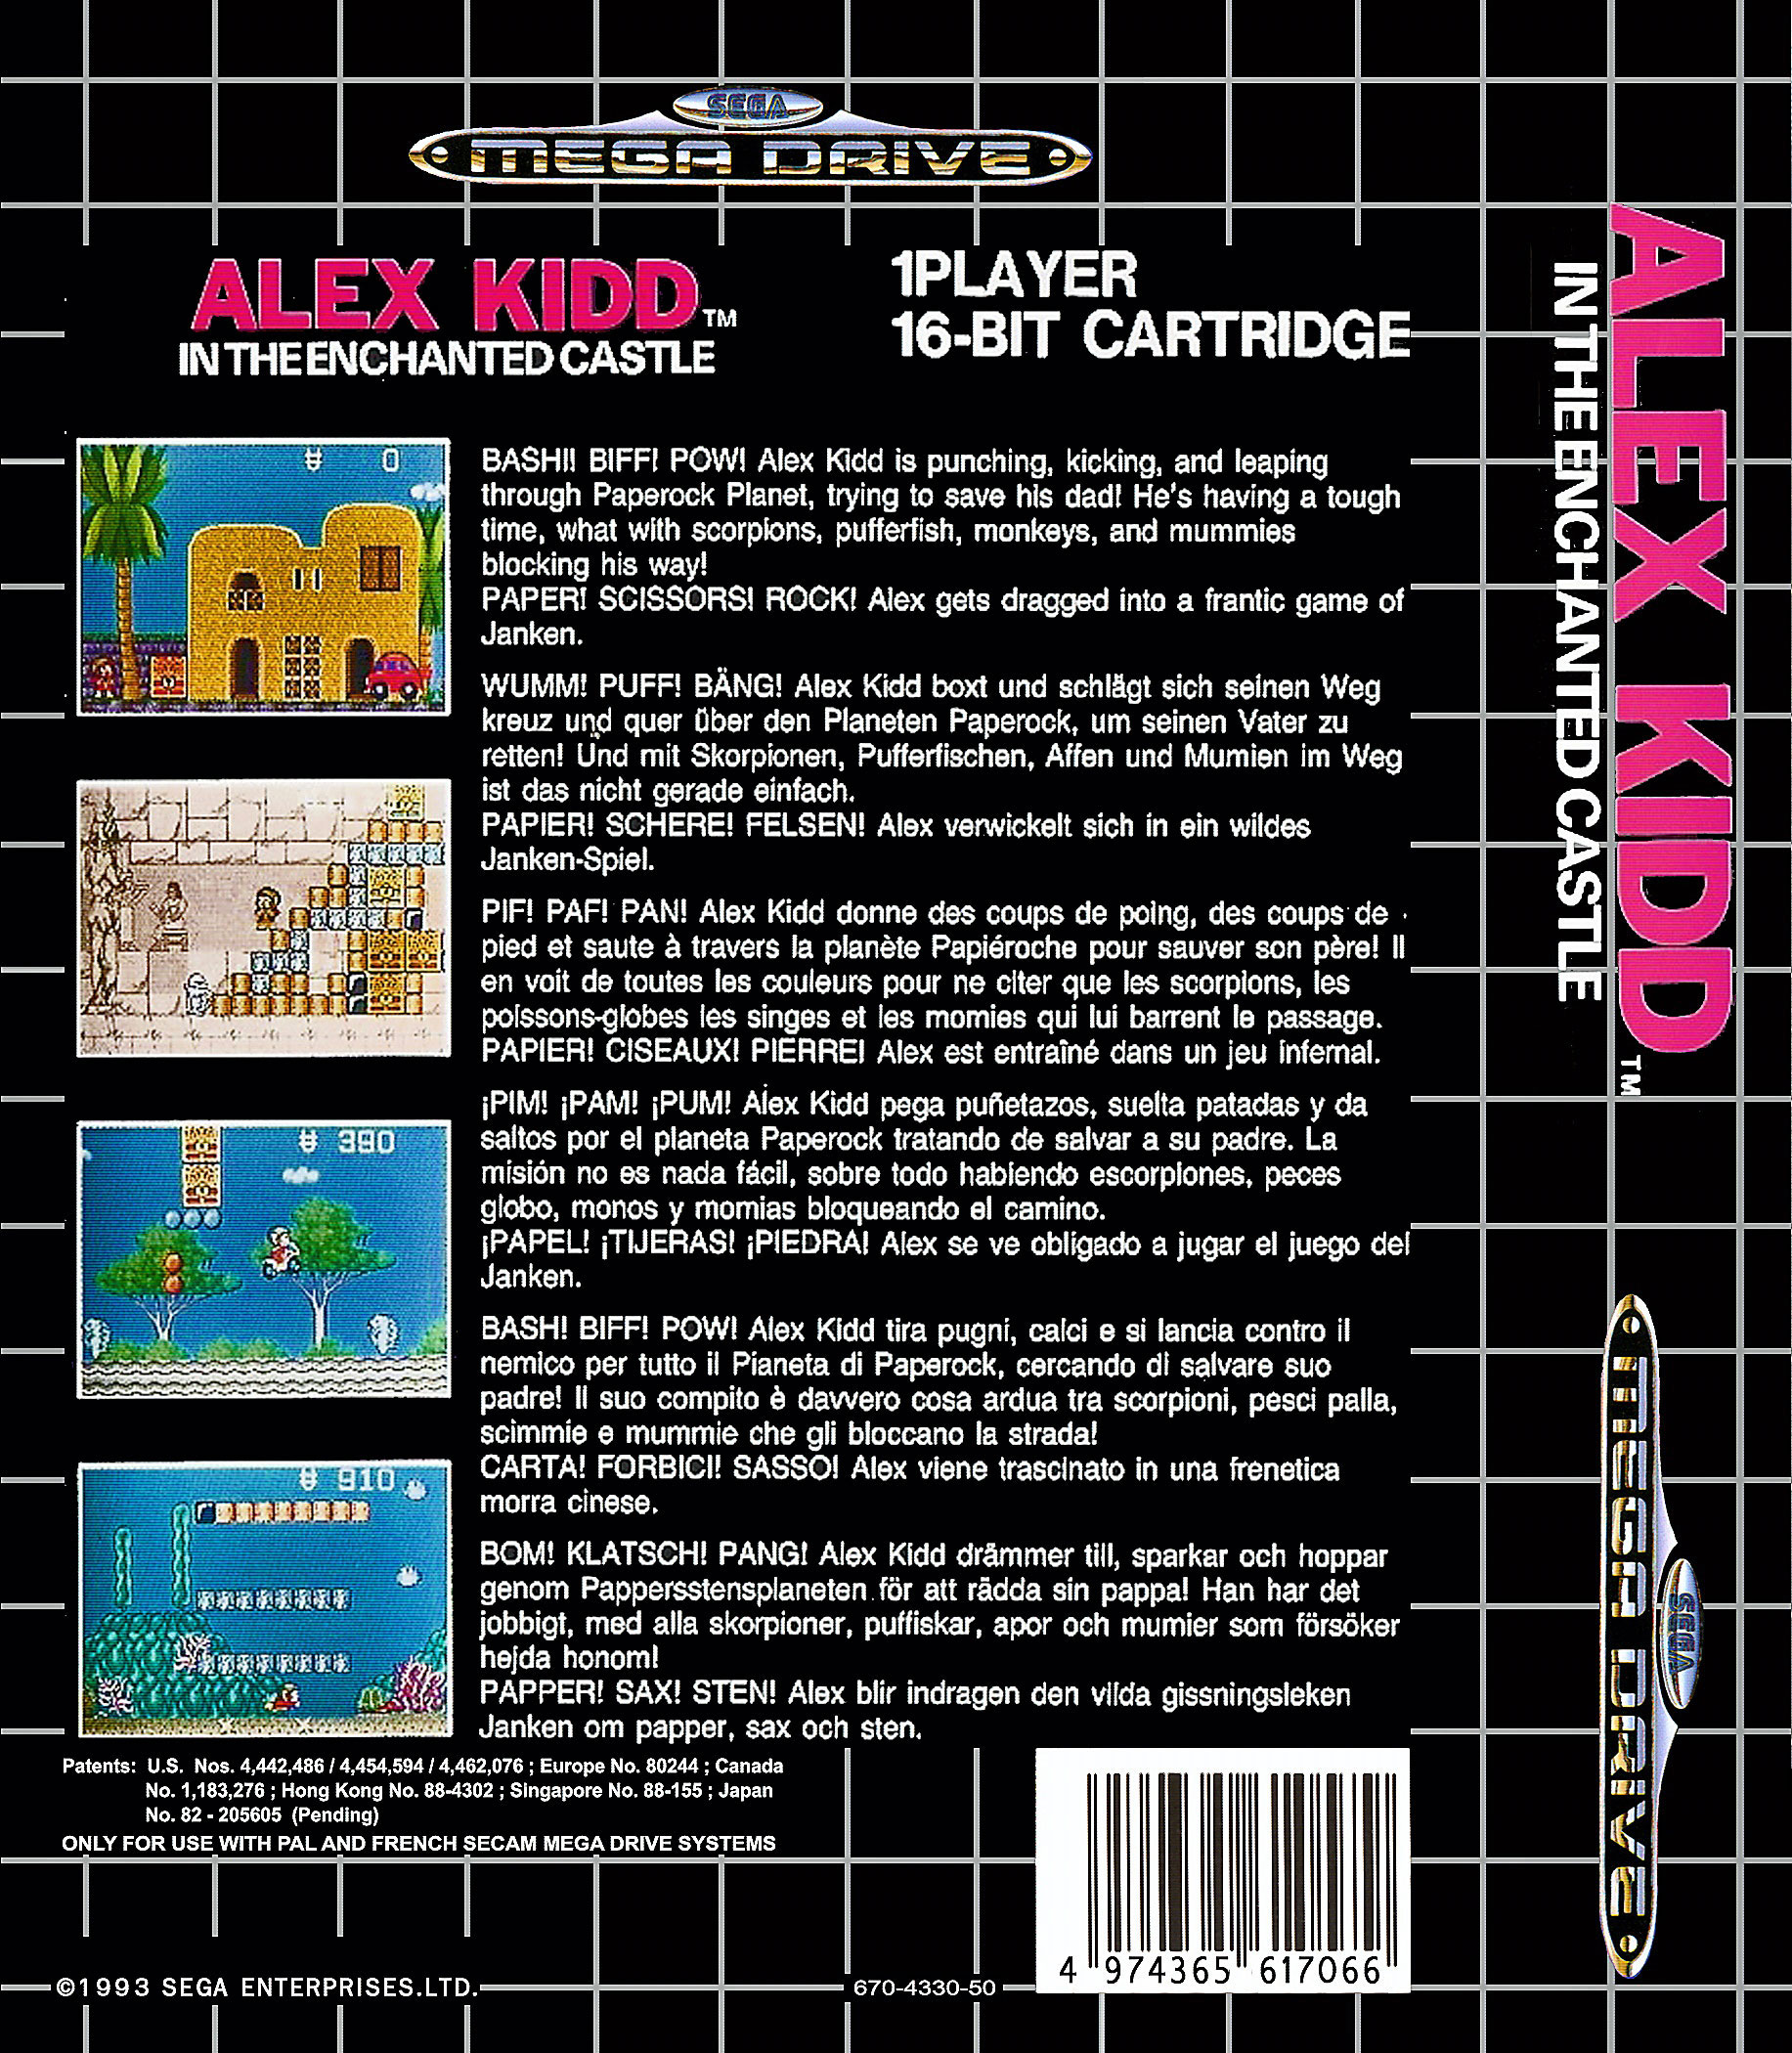 SEGA
MEGA DRIVE
ALEX KIDD™
IN THE ENCHANTED CASTLE
1PLAYER
16-BIT CARTRIDGE
0
BASH!! BIFF! POW! Alex Kidd is punching, kicking, and leaping
through Paperock Planet, trying to save his dad! He's having a tough
time, what with scorpions, pufferfish, monkeys, and mummies
blocking his way!
PAPER! SCISSORS! ROCK! Alex gets dragged into a frantic game of
Janken.
WUMM! PUFF! BÄNG! Alex Kidd boxt und schlägt sich seinen Weg
kreuz und quer über den Planeten Paperock, um seinen Vater zu
retten! Und mit Skorpionen, Pufferfischen, Affen und Mumien im Weg
ist das nicht gerade einfach.
PAPIER! SCHERE! FELSEN! Alex verwickelt sich in ein wildes
Janken-Spiel.
PIF! PAF! PAN! Alex Kidd donne des coups de poing, des coups de
pied et saute à travers la planète Papiéroche pour sauver son père! Il
en voit de toutes les couleurs pour ne citer que les scorpions, les
poissons-globes les singes et les momies qui lui barrent le passage.
PAPIER! CISEAUX! PIERRE! Alex est entraîné dans un jeu infernal.
390
¡PIM! ¡PAM! ¡PUM! Alex Kidd pega puñetazos, suelta patadas y da
saltos por el planeta Paperock tratando de salvar a su padre. La
misión no es nada fácil, sobre todo habiendo escorpiones, peces
globo, monos y momias bloqueando el camino.
¡PAPEL! ¡TIJERAS! ¡PIEDRA! Alex se ve obligado a jugar el juego del
Janken.
BASH! BIFF! POW! Alex Kidd tira pugni, calci e si lancia contro il
nemico per tutto il Pianeta di Paperock, cercando di salvare suo
padre! Il suo compito è davvero cosa ardua tra scorpioni, pesci palla,
scimmie e mummie che gli bloccano la strada!
CARTA! FORBICI! SASSO! Alex viene trascinato in una frenetica
morra cinese.
910
BOM! KLATSCH! PANG! Alex Kidd drämmer till, sparkar och hoppar
genom Pappersstensplaneten för att rädda sin pappa! Han har det
jobbigt, med alla skorpioner, puffiskar, apor och mumier som försöker
hejda honom!
PAPPER! SAX! STEN! Alex blir indragen den vilda gissningsleken
Janken om papper, sax och sten.
Patents: U.S. Nos. 4,442,486 / 4,454,594 / 4,462,076 ; Europe No. 80244 ; Canada
No. 1,183,276 ; Hong Kong No. 88-4302 ; Singapore No. 88-155 ; Japan
No. 82 - 205605 (Pending)
ONLY FOR USE WITH PAL AND FRENCH SECAM MEGA DRIVE SYSTEMS
4 974365 617066
©1993 SEGA ENTERPRISES.LTD.
670-4330-50
ALEX KIDD™
IN THE ENCHANTED CASTLE
SEGA
MEGA DRIVE